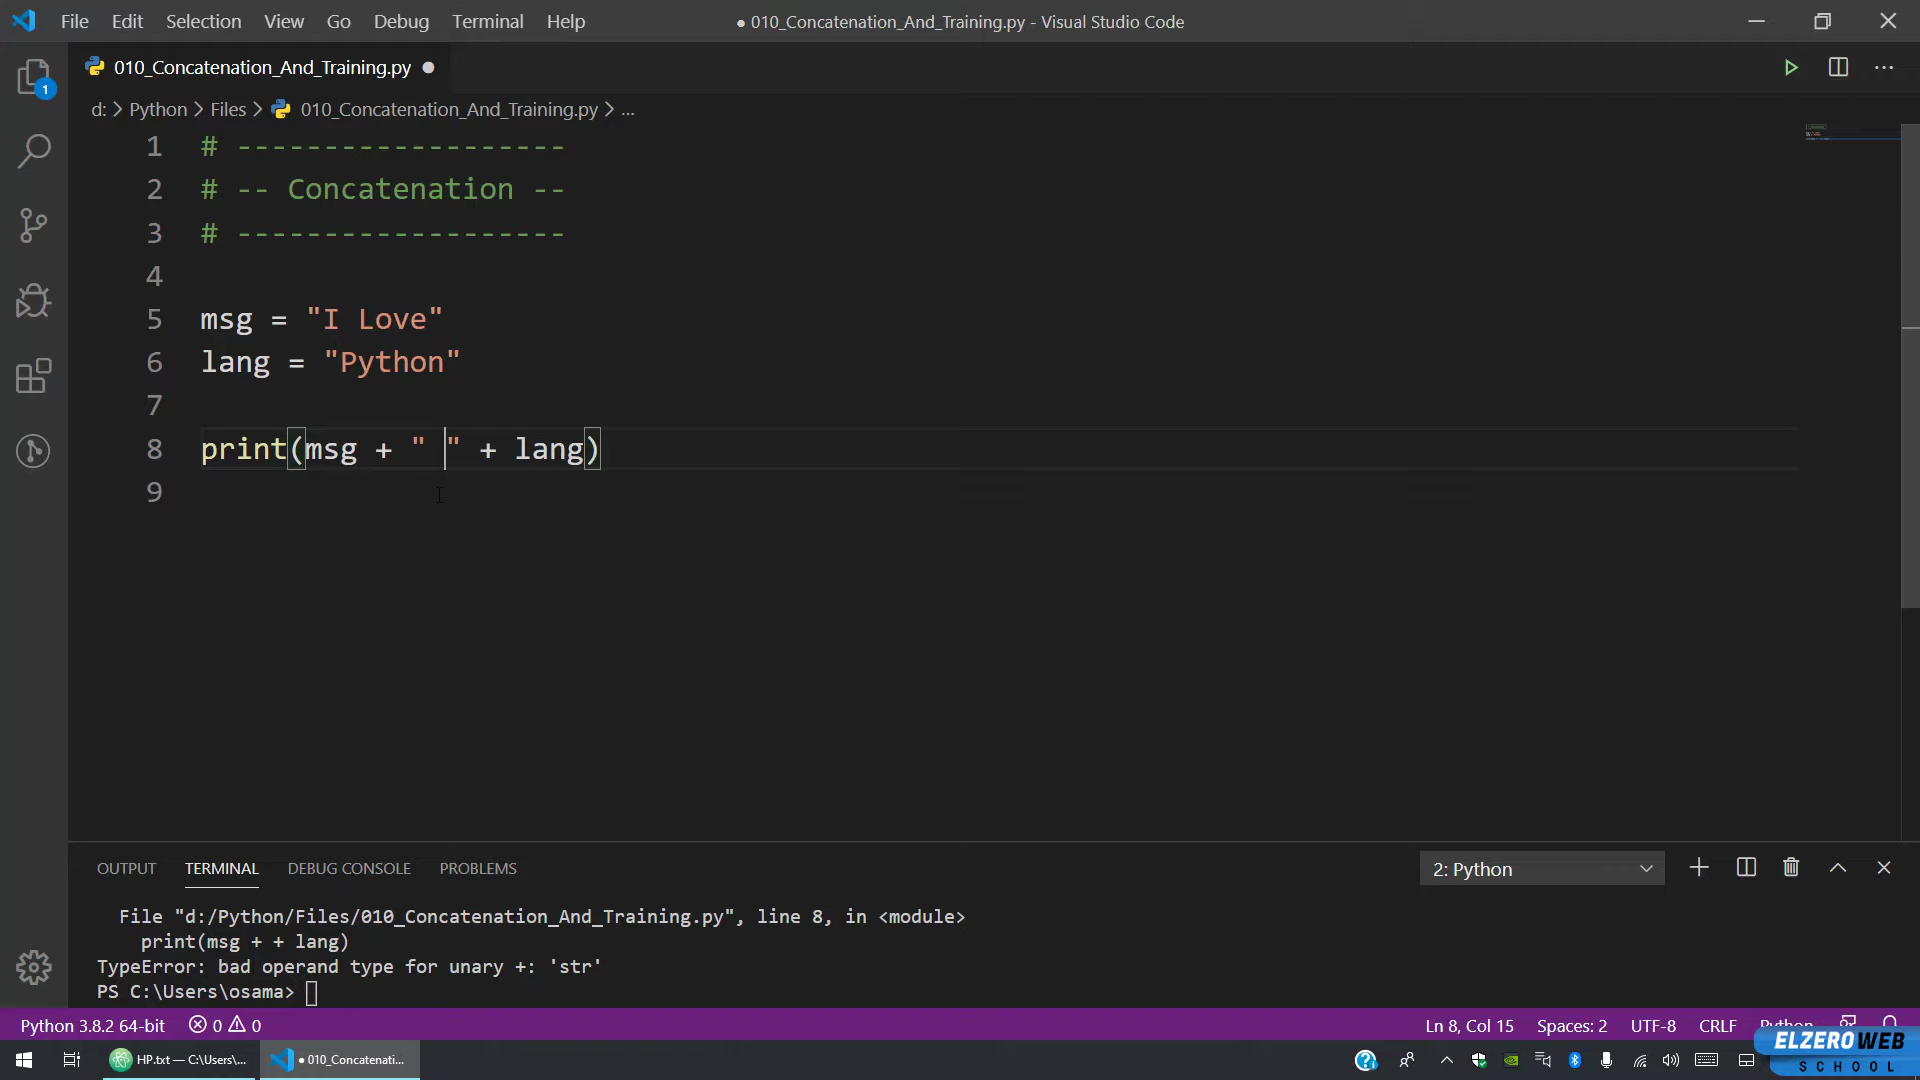 File Edit Selection View Go Debug Terminal Help ● 010_Concatenation_And_Training.py - Visual Studio Code
010_Concatenation_And_Training.py ●
d: > Python > Files > 010_Concatenation_And_Training.py > ...
1 # -------------------
2 # -- Concatenation --
3 # -------------------
4
5 msg = "I Love"
6 lang = "Python"
7
8 print(msg + " " + lang)
9
1
OUTPUT TERMINAL DEBUG CONSOLE PROBLEMS 2: Python
File "d:/Python/Files/010_Concatenation_And_Training.py", line 8, in <module>
print(msg + + lang)
TypeError: bad operand type for unary +: 'str'
PS C:\Users\osama>
Python 3.8.2 64-bit 0 0 Ln 8, Col 15 Spaces: 2 UTF-8 CRLF Python
HP.txt — C:\Users\... ● 010_Concatenati...
ELZEROWEB
SCHOOL